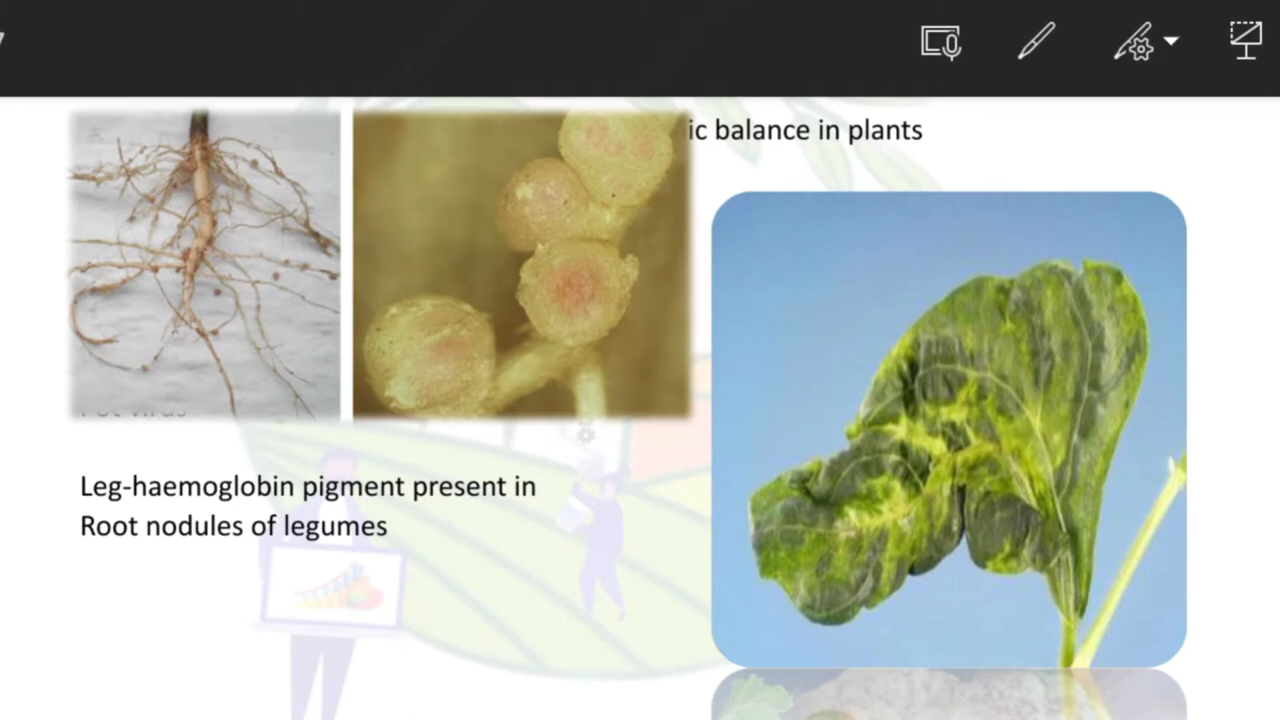 ic balance in plants
Leg-haemoglobin pigment present in
Root nodules of legumes